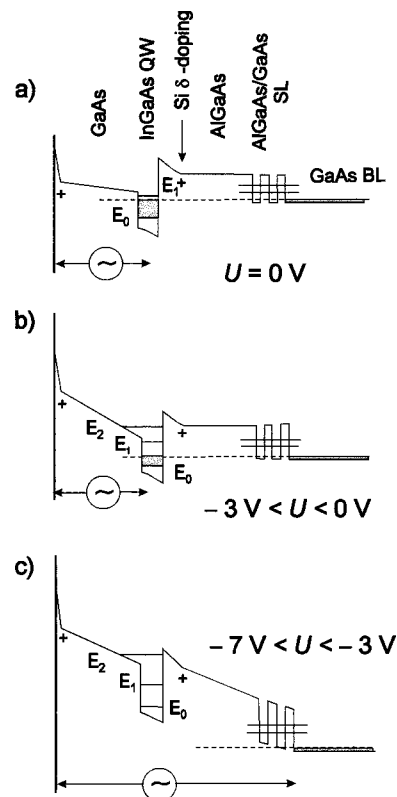 a)
GaAs
InGaAs QW
Si δ-doping
AlGaAs
AlGaAs/GaAs
SL
GaAs BL
+
E1
+
E0
~
U = 0 V
b)
+
E2
E1
+
E0
~
– 3 V < U < 0 V
c)
– 7 V < U < – 3 V
+
E2
E1
+
E0
~